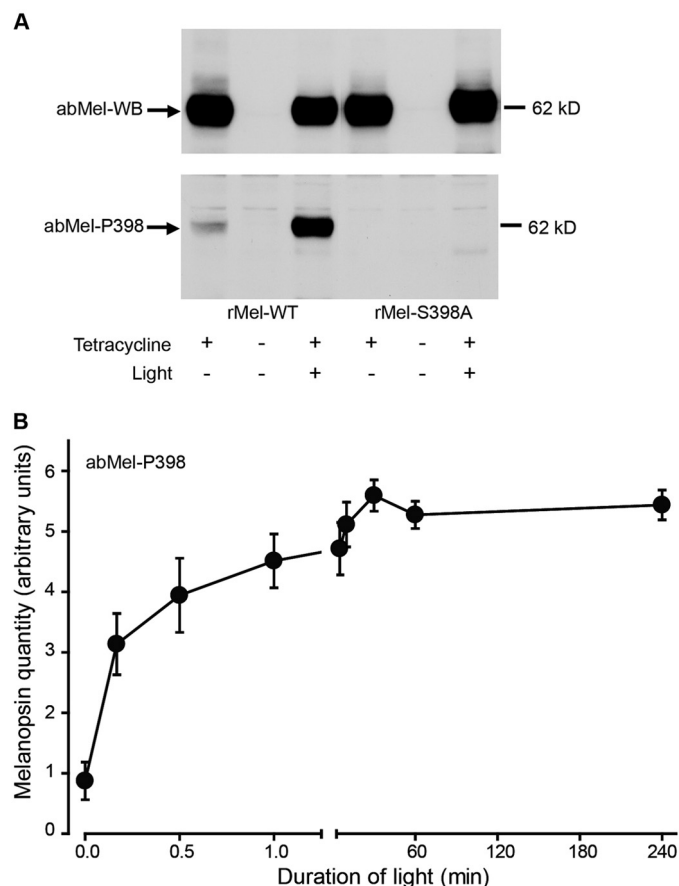 A
abMel-WB
62 kD
abMel-P398
62 kD
rMel-WT rMel-S398A
Tetracycline + - + + - +
Light - - + - - +
B
abMel-P398
Melanopsin quantity (arbitrary units)
6
5
4
3
2
1
0
0.0 0.5 1.0 60 120 180 240
Duration of light (min)